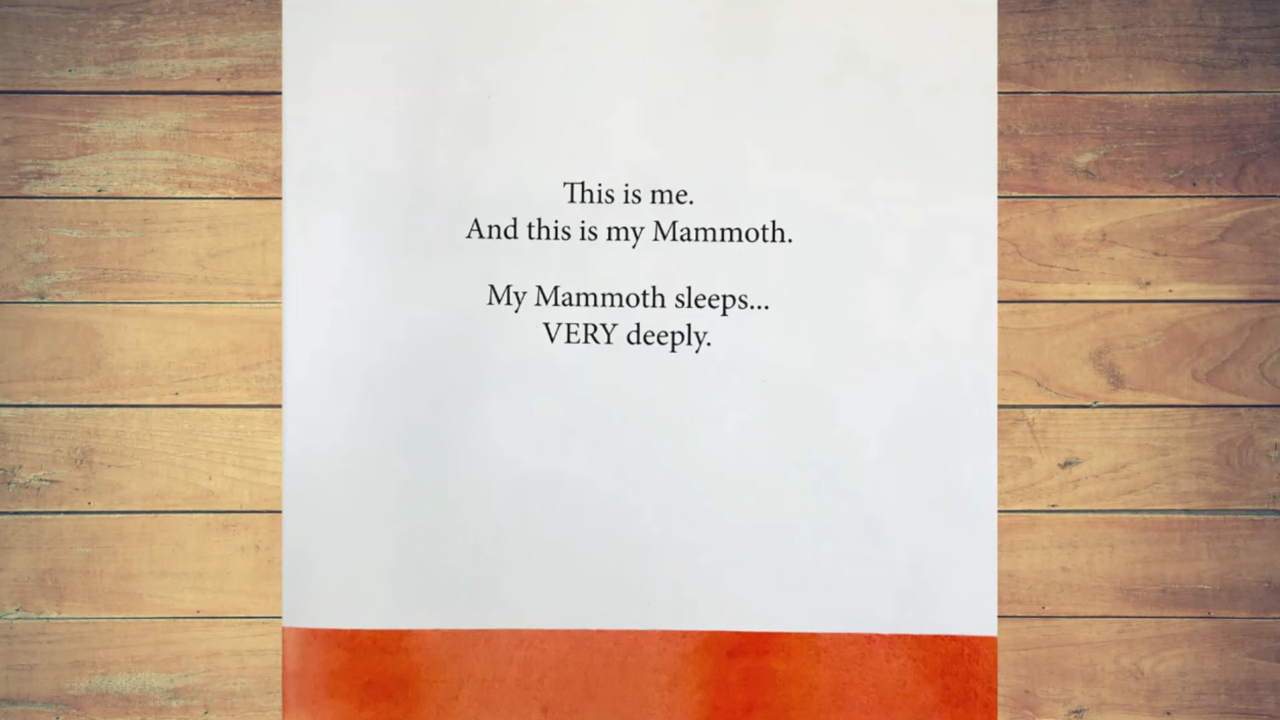 This is me.
And this is my Mammoth.
My Mammoth sleeps...
VERY deeply.